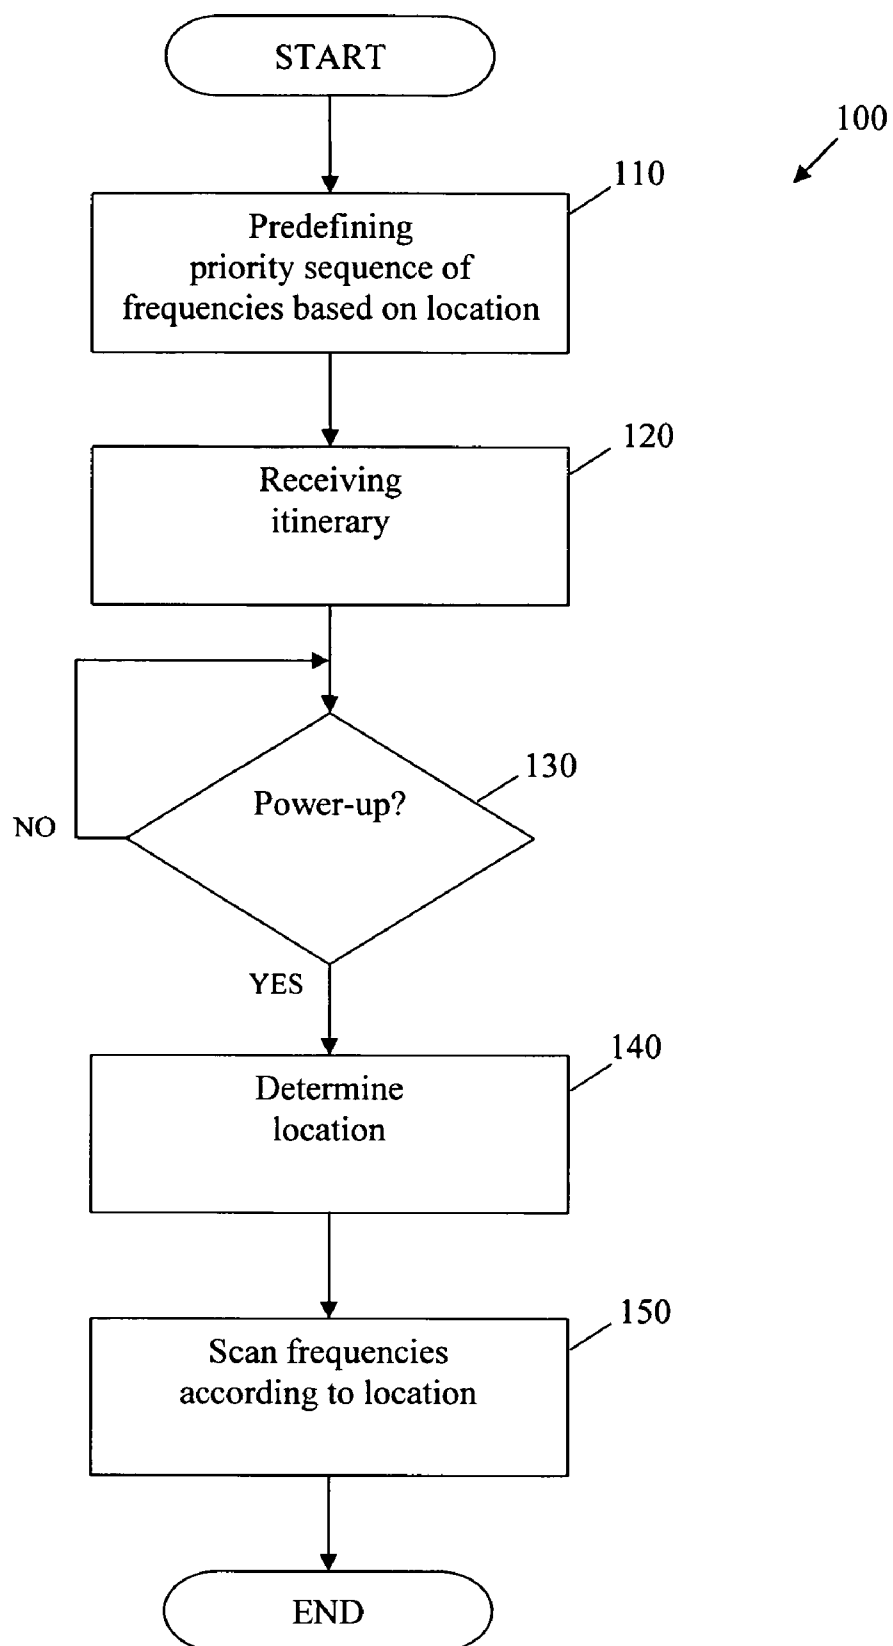 START
100
110
Predefining
priority sequence of
frequencies based on location
120
Receiving
itinerary
130
Power-up?
NO
YES
140
Determine
location
150
Scan frequencies
according to location
END